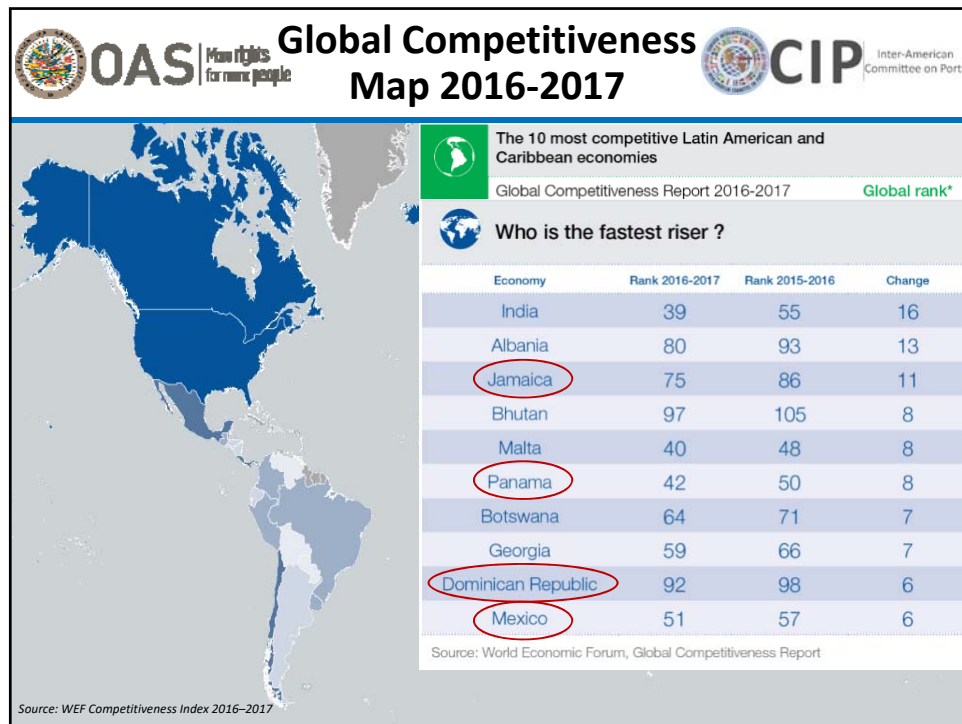 OAS
More rights
for more people
Global Competitiveness
Map 2016-2017
CIP
Inter-American
Committee on Port
The 10 most competitive Latin American and
Caribbean economies
Global Competitiveness Report 2016-2017 Global rank*
Who is the fastest riser ?
Economy Rank 2016-2017 Rank 2015-2016 Change
India 39 55 16
Albania 80 93 13
Jamaica 75 86 11
Bhutan 97 105 8
Malta 40 48 8
Panama 42 50 8
Botswana 64 71 7
Georgia 59 66 7
Dominican Republic 92 98 6
Mexico 51 57 6
Source: World Economic Forum, Global Competitiveness Report
Source: WEF Competitiveness Index 2016–2017